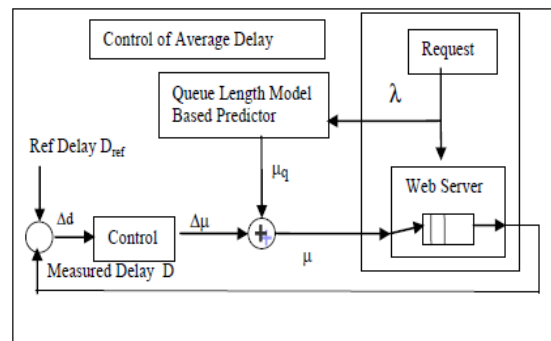 Control of Average Delay
Request
Queue Length Model
Based Predictor
λ
Ref Delay Dref
μq
Web Server
Δd
Control
Δμ
+
μ
Measured Delay D